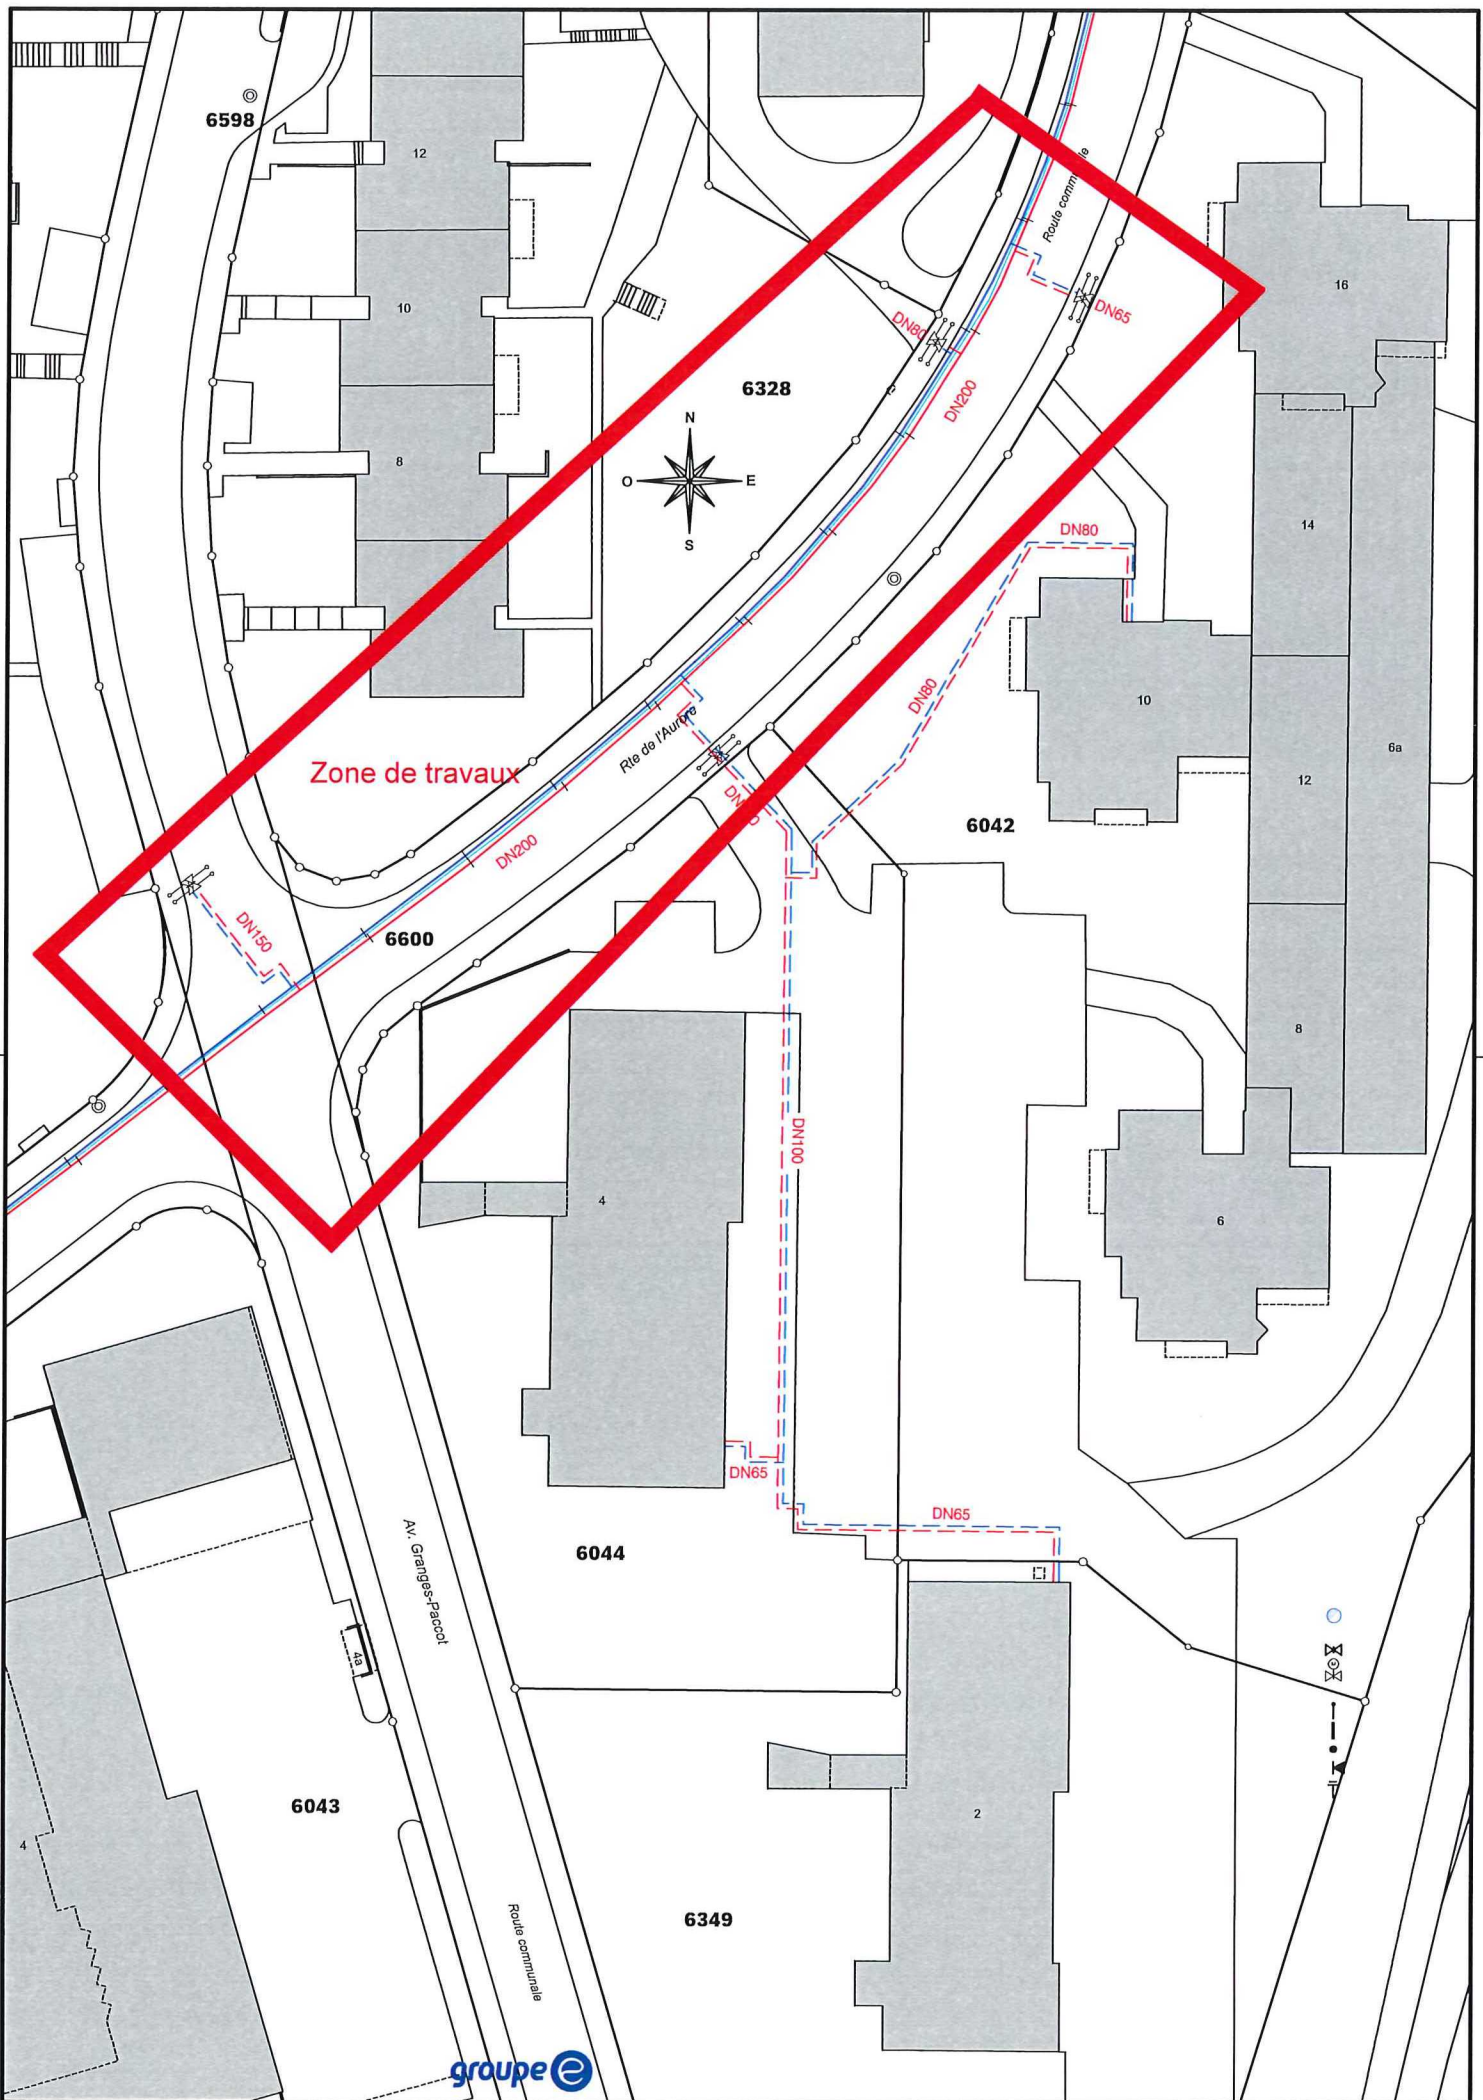 6598
12
Route communale
16
10
DN65
DN80
6328
DN200
N
8
O
E
S
14
DN80
DN80
10
Rte de l'Aurore
6a
Zone de travaux
12
6042
DN200
DN150
6600
8
DN100
4
6
DN65
DN65
6044
Av. Granges-Paccot
4a
6043
2
4
6349
Route communale
groupe e